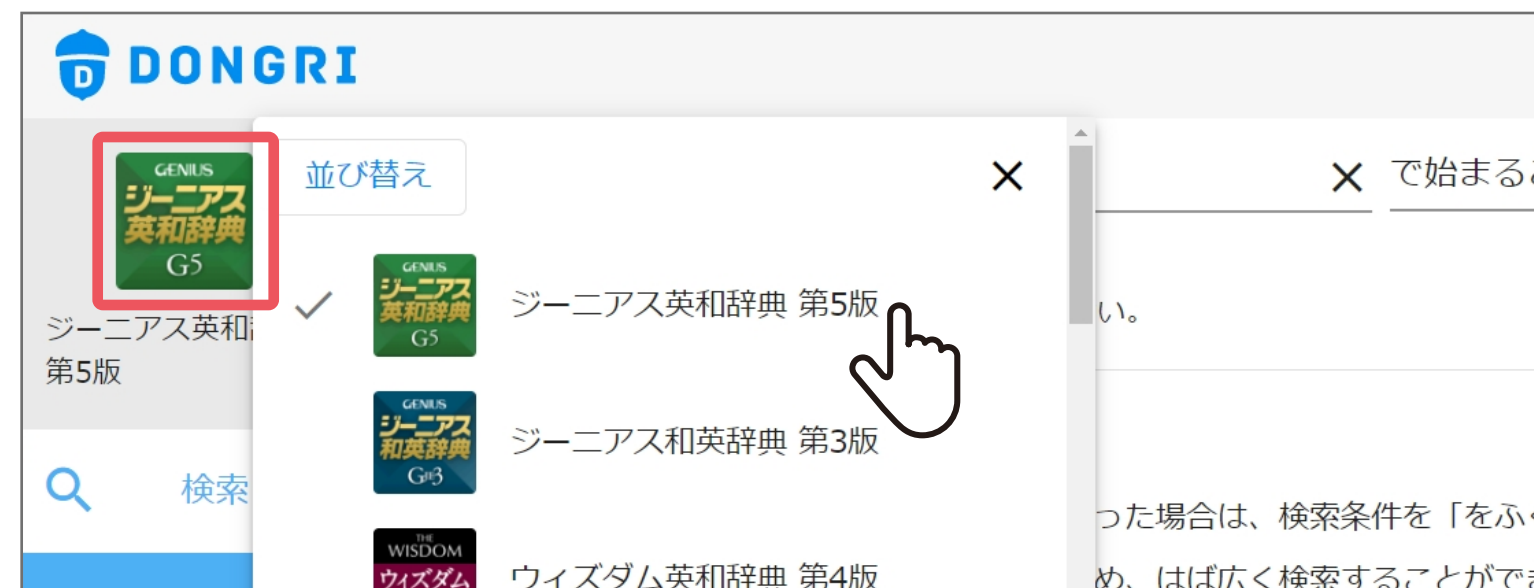 DONGRI
GENIUS
ジーニアス
英和辞典
G5
ジーニアス英和
第5版
検索
並び替え
GENIUS
ジーニアス
英和辞典
G5
ジーニアス英和辞典 第5版
GENIUS
ジーニアス
和英辞典
ジーニアス和英辞典 第3版
THE
WISDOM
ウィズダム
ウィズダム英和辞典 第4版
で始まる
い。
った場合は、検索条件を「をふ
め、はば広く検索することがで